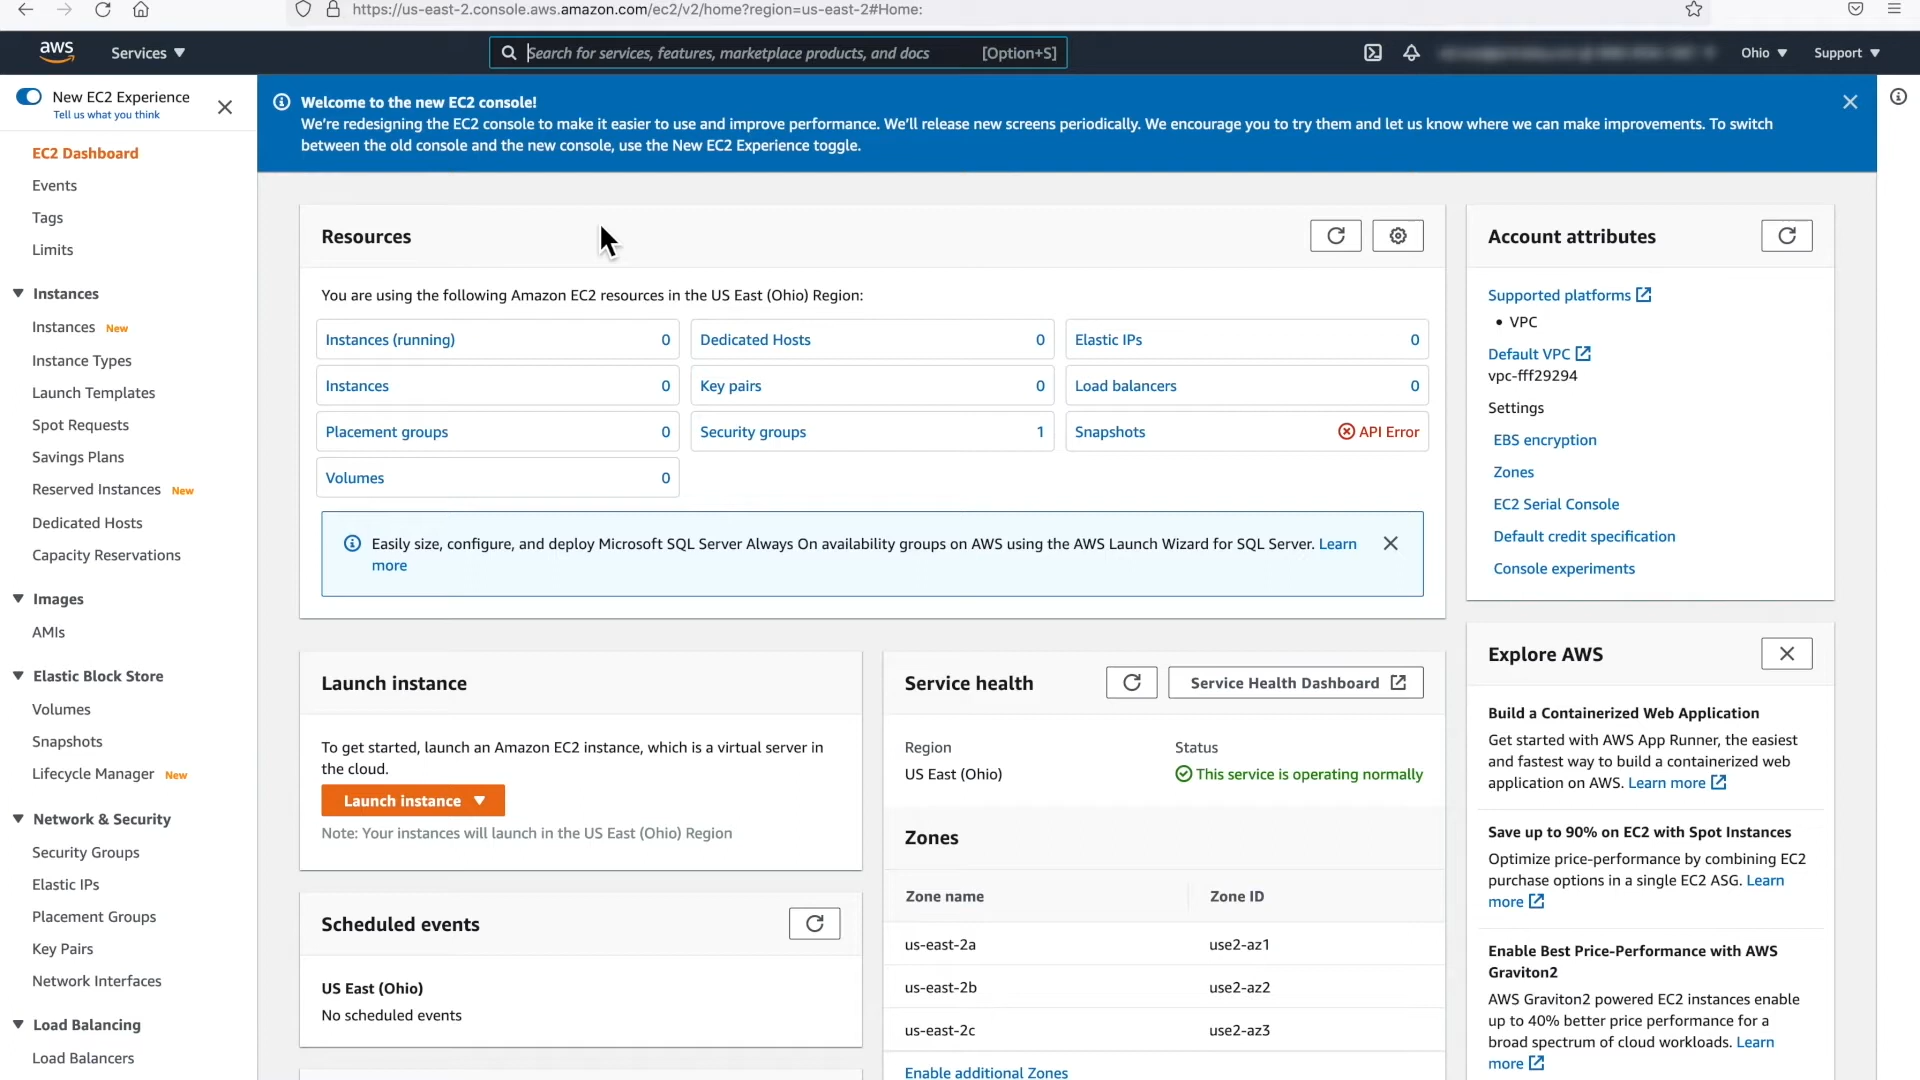 https://us-east-2.console.aws.amazon.com/ec2/v2/home?region=us-east-2#Home:
aws
Services ▼
Search for services, features, marketplace products, and docs
[Option+S]
Ohio ▼
Support ▼
New EC2 Experience
Tell us what you think
EC2 Dashboard
Events
Tags
Limits
Instances
Instances New
Instance Types
Launch Templates
Spot Requests
Savings Plans
Reserved Instances New
Dedicated Hosts
Capacity Reservations
Images
AMIs
Elastic Block Store
Volumes
Snapshots
Lifecycle Manager New
Network & Security
Security Groups
Elastic IPs
Placement Groups
Key Pairs
Network Interfaces
Load Balancing
Load Balancers
Welcome to the new EC2 console!
We're redesigning the EC2 console to make it easier to use and improve performance. We'll release new screens periodically. We encourage you to try them and let us know where we can make improvements. To switch
between the old console and the new console, use the New EC2 Experience toggle.
Resources
You are using the following Amazon EC2 resources in the US East (Ohio) Region:
Instances (running) 0
Dedicated Hosts 0
Elastic IPs 0
Instances 0
Key pairs 0
Load balancers 0
Placement groups 0
Security groups 1
Snapshots API Error
Volumes 0
Easily size, configure, and deploy Microsoft SQL Server Always On availability groups on AWS using the AWS Launch Wizard for SQL Server. Learn
more
Launch instance
To get started, launch an Amazon EC2 instance, which is a virtual server in
the cloud.
Launch instance ▼
Note: Your instances will launch in the US East (Ohio) Region
Scheduled events
US East (Ohio)
No scheduled events
Service health
Service Health Dashboard
Region
Status
US East (Ohio)
This service is operating normally
Zones
Zone name
Zone ID
us-east-2a
use2-az1
us-east-2b
use2-az2
us-east-2c
use2-az3
Enable additional Zones
Account attributes
Supported platforms
• VPC
Default VPC
vpc-fff29294
Settings
EBS encryption
Zones
EC2 Serial Console
Default credit specification
Console experiments
Explore AWS
Build a Containerized Web Application
Get started with AWS App Runner, the easiest
and fastest way to build a containerized web
application on AWS. Learn more
Save up to 90% on EC2 with Spot Instances
Optimize price-performance by combining EC2
purchase options in a single EC2 ASG. Learn
more
Enable Best Price-Performance with AWS
Graviton2
AWS Graviton2 powered EC2 instances enable
up to 40% better price performance for a
broad spectrum of cloud workloads. Learn
more